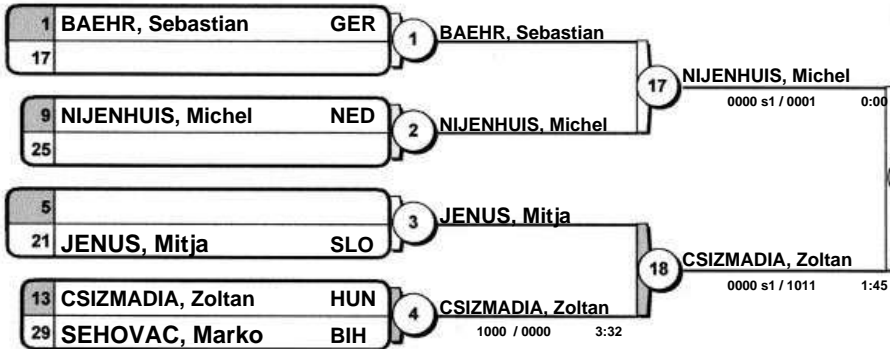 1 BAEHR, Sebastian GER
17
1 BAEHR, Sebastian
9 NIJENHUIS, Michel NED
25
2 NIJENHUIS, Michel
17 NIJENHUIS, Michel
0000 s1 / 0001 0:00
5
21 JENUS, Mitja SLO
3 JENUS, Mitja
13 CSIZMADIA, Zoltan HUN
29 SEHOVAC, Marko BIH
4 CSIZMADIA, Zoltan
1000 / 0000 3:32
18 CSIZMADIA, Zoltan
0000 s1 / 1011 1:45